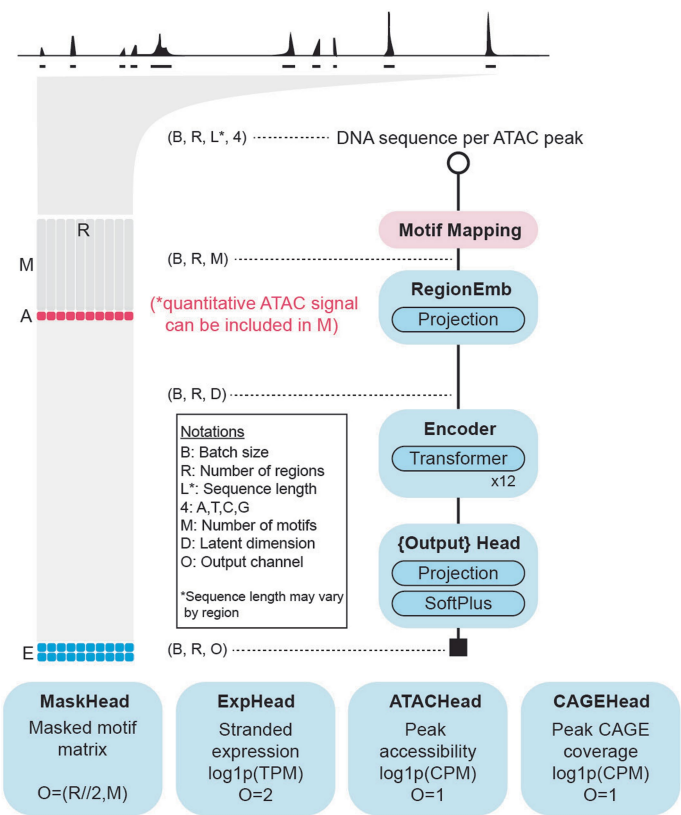 (B, R, L*, 4)
DNA sequence per ATAC peak
R
M
A
Motif Mapping
(B, R, M)
RegionEmb
Projection
(*quantitative ATAC signal
can be included in M)
(B, R, D)
Encoder
Transformer
x12
Notations
B: Batch size
R: Number of regions
L*: Sequence length
4: A,T,C,G
M: Number of motifs
D: Latent dimension
O: Output channel
*Sequence length may vary
by region
{Output} Head
Projection
SoftPlus
E
(B, R, O)
MaskHead
Masked motif
matrix
O=(R//2,M)
ExpHead
Stranded
expression
log1p(TPM)
O=2
ATACHead
Peak
accessibility
log1p(CPM)
O=1
CAGEHead
Peak CAGE
coverage
log1p(CPM)
O=1